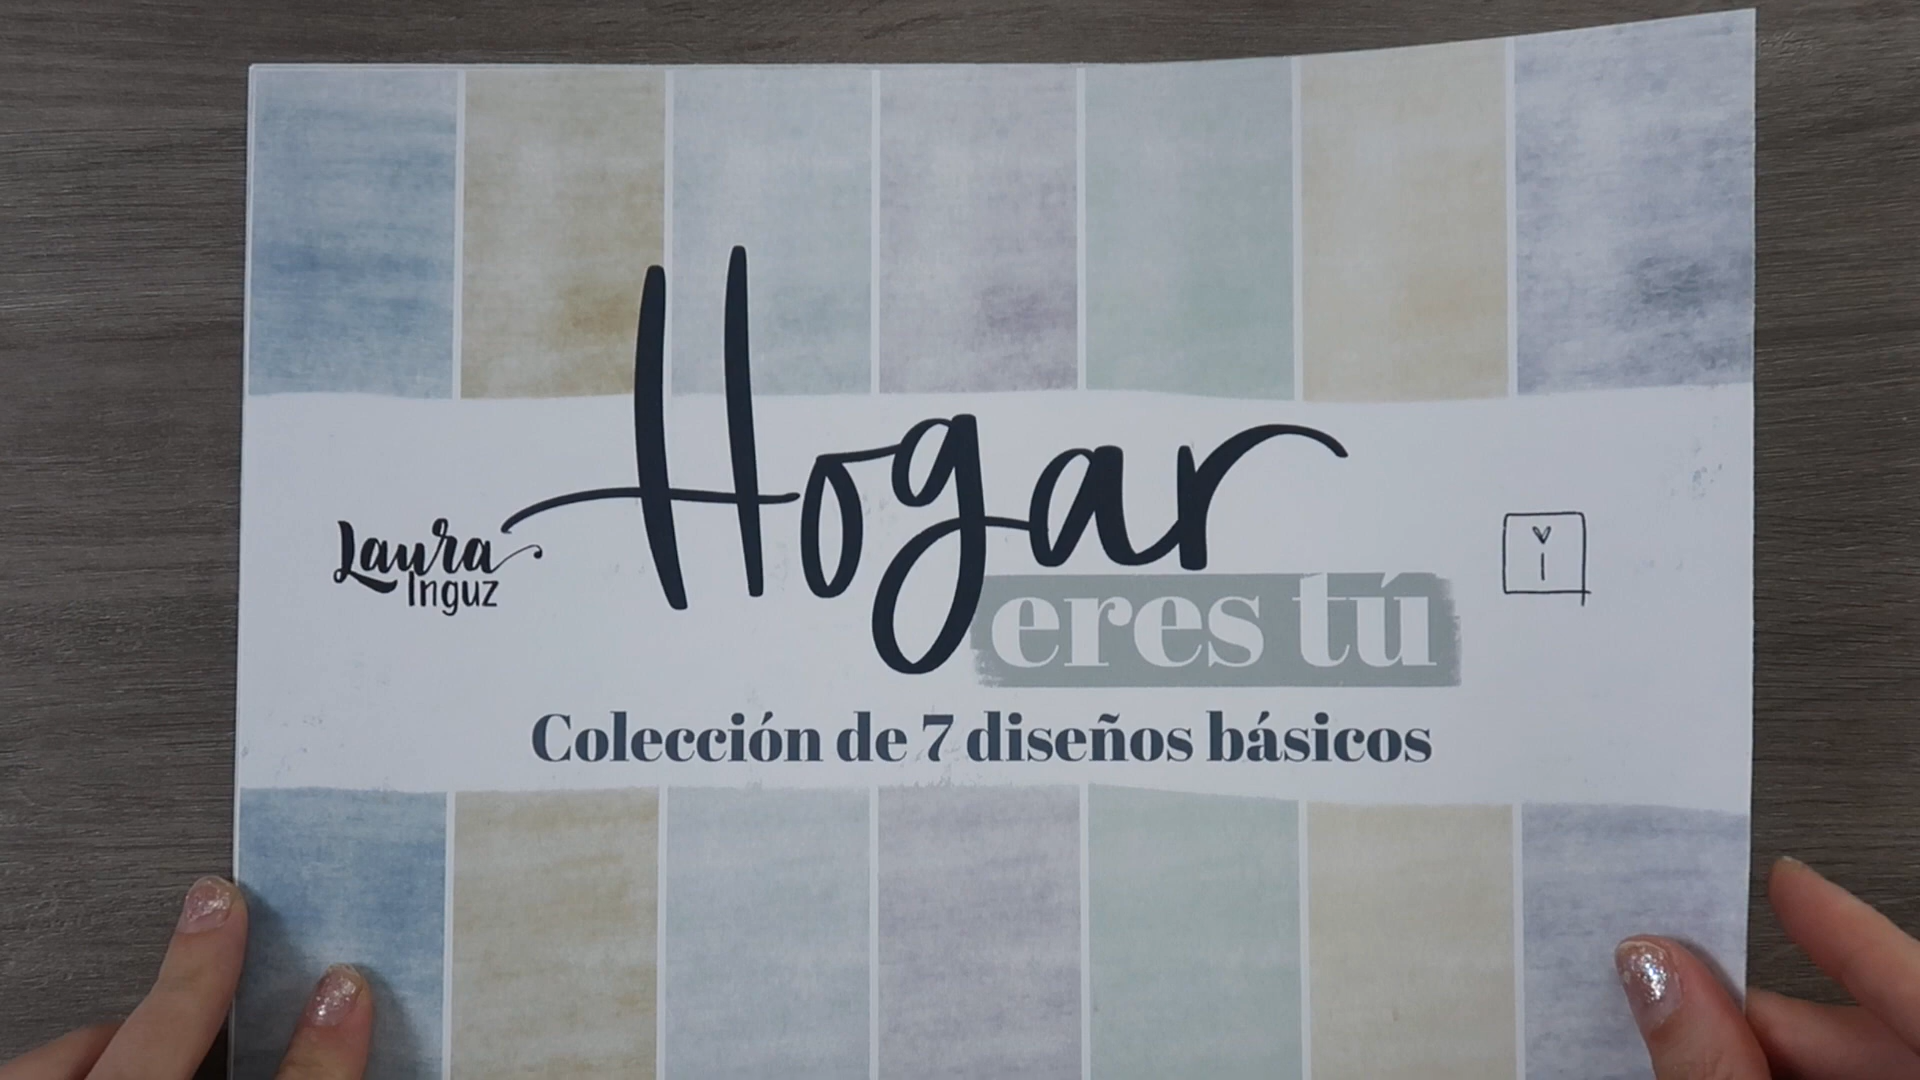 Hogar
Laura
Inguz
eres tú
Colección de 7 diseños básicos